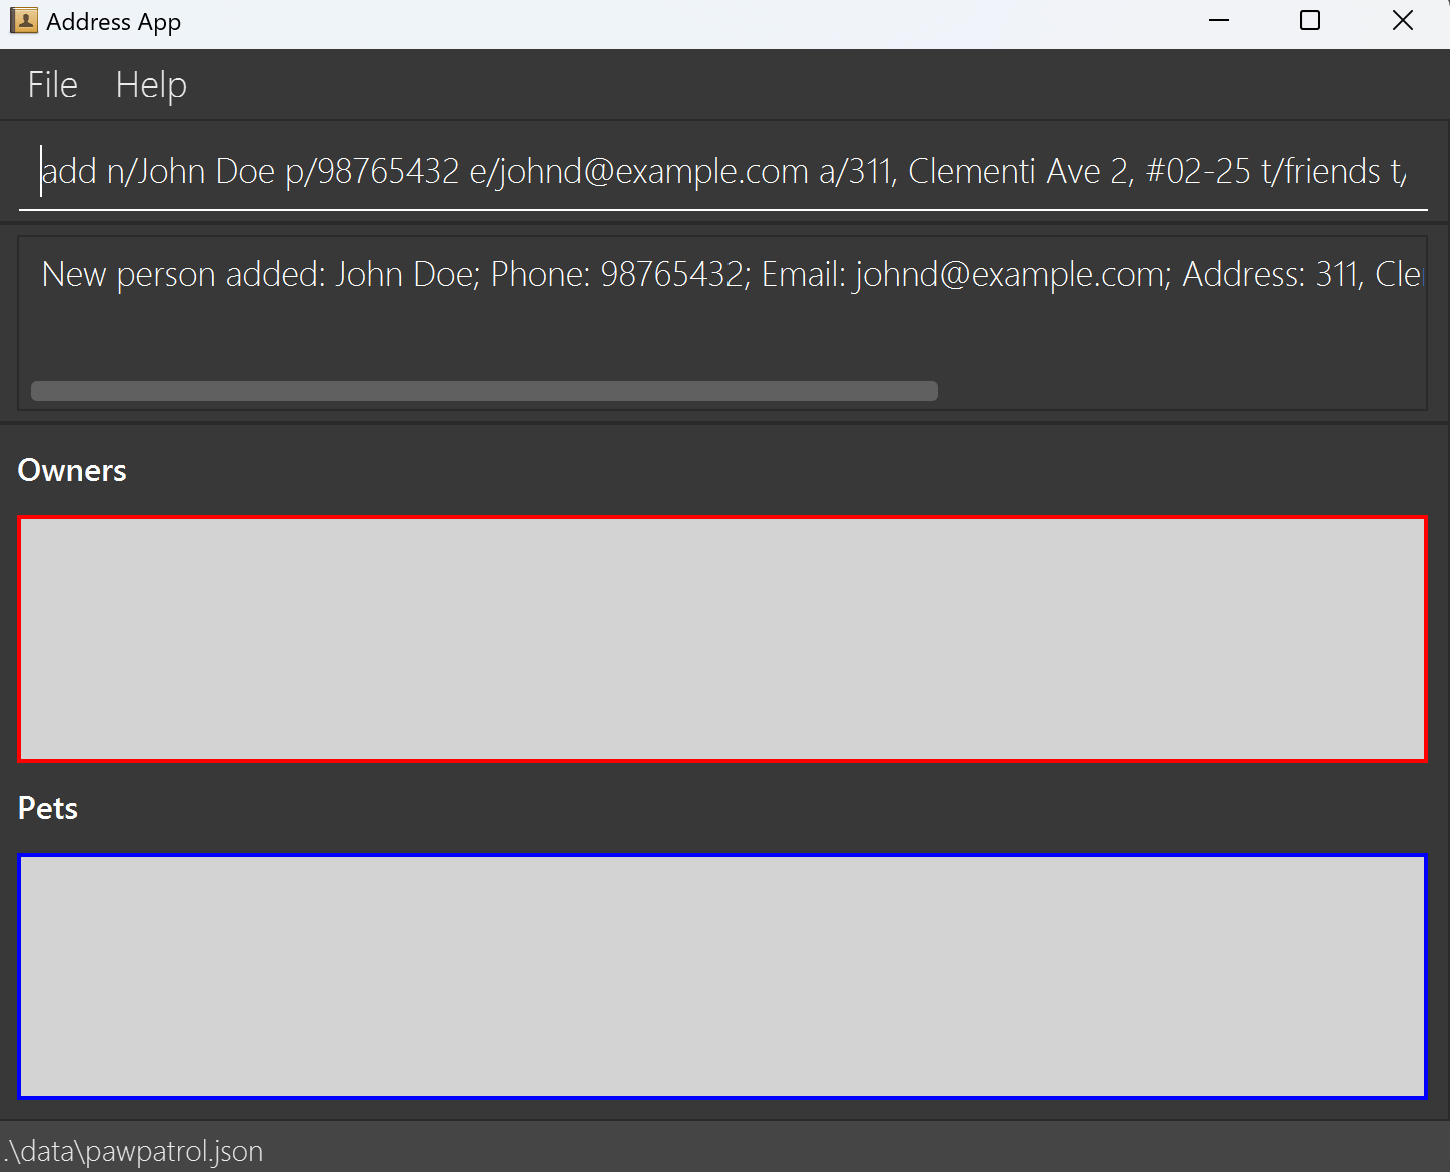 Address App
File Help
add n/John Doe p/98765432 e/johnd@example.com a/311, Clementi Ave 2, #02-25 t/friends t/
New person added: John Doe; Phone: 98765432; Email: johnd@example.com; Address: 311, Cle
Owners
Pets
.\data\pawpatrol.json